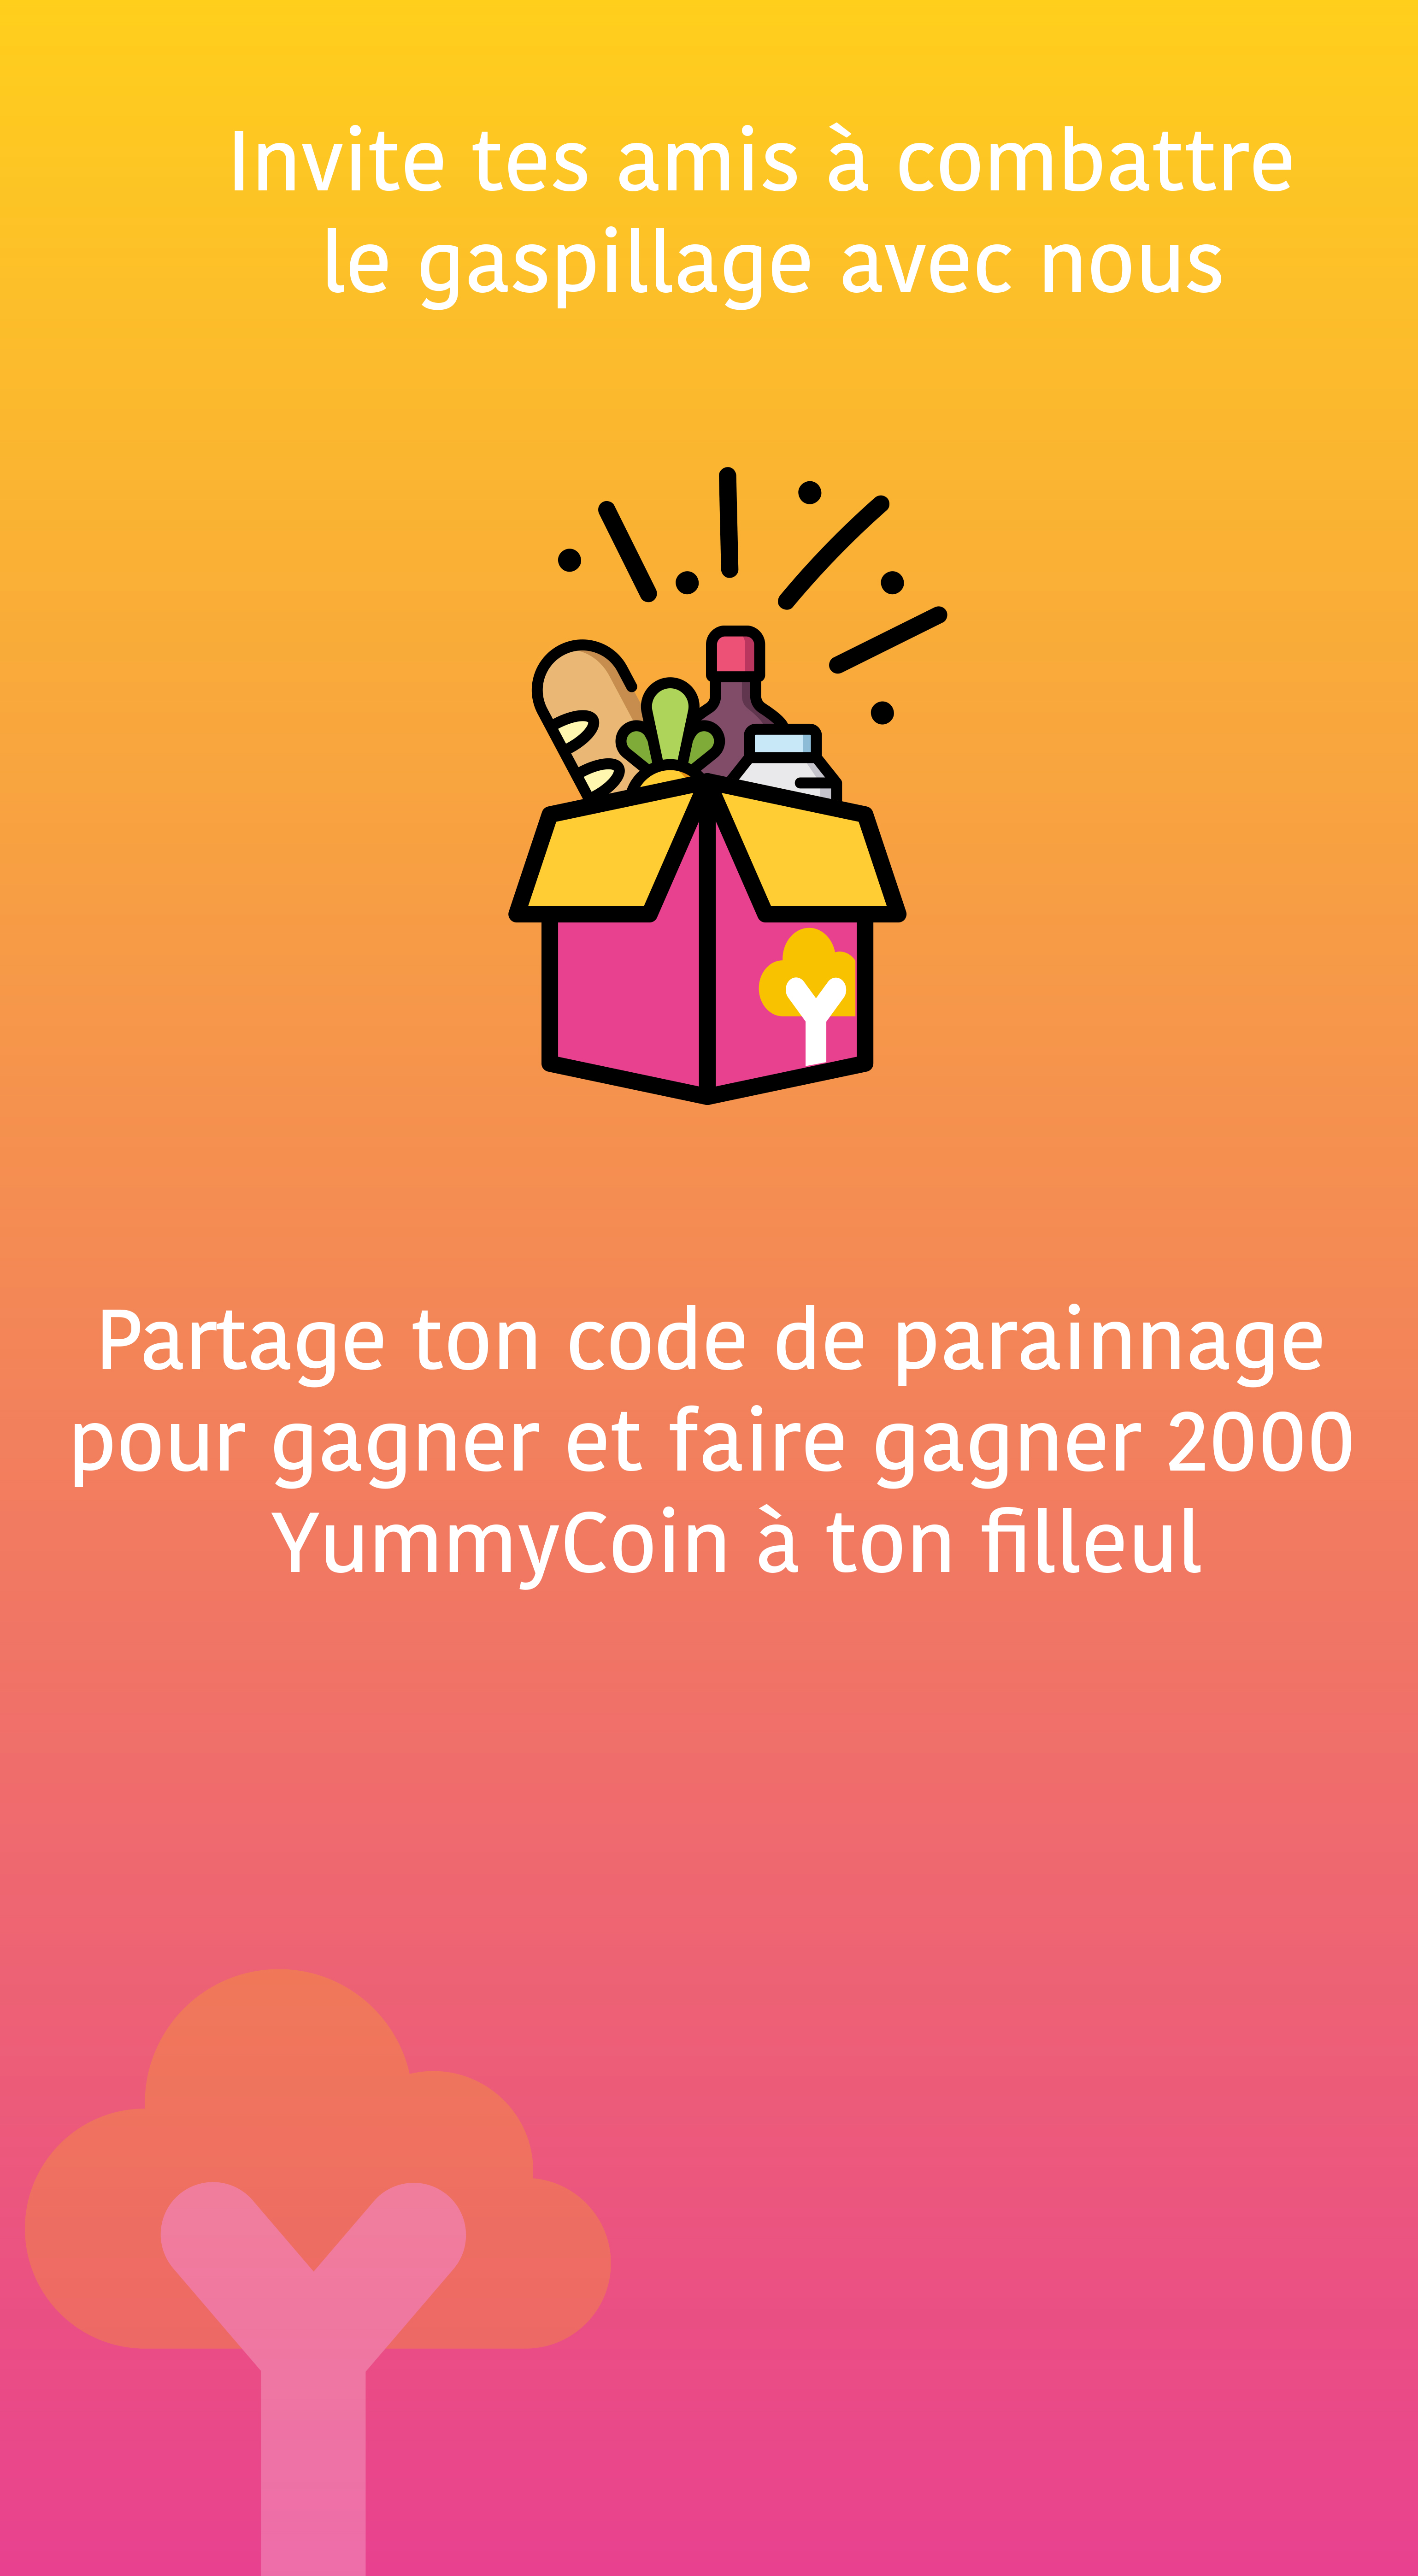 Invite tes amis à combattre
le gaspillage avec nous
Partage ton code de parainnage
pour gagner et faire gagner 2000
YummyCoin à ton filleul